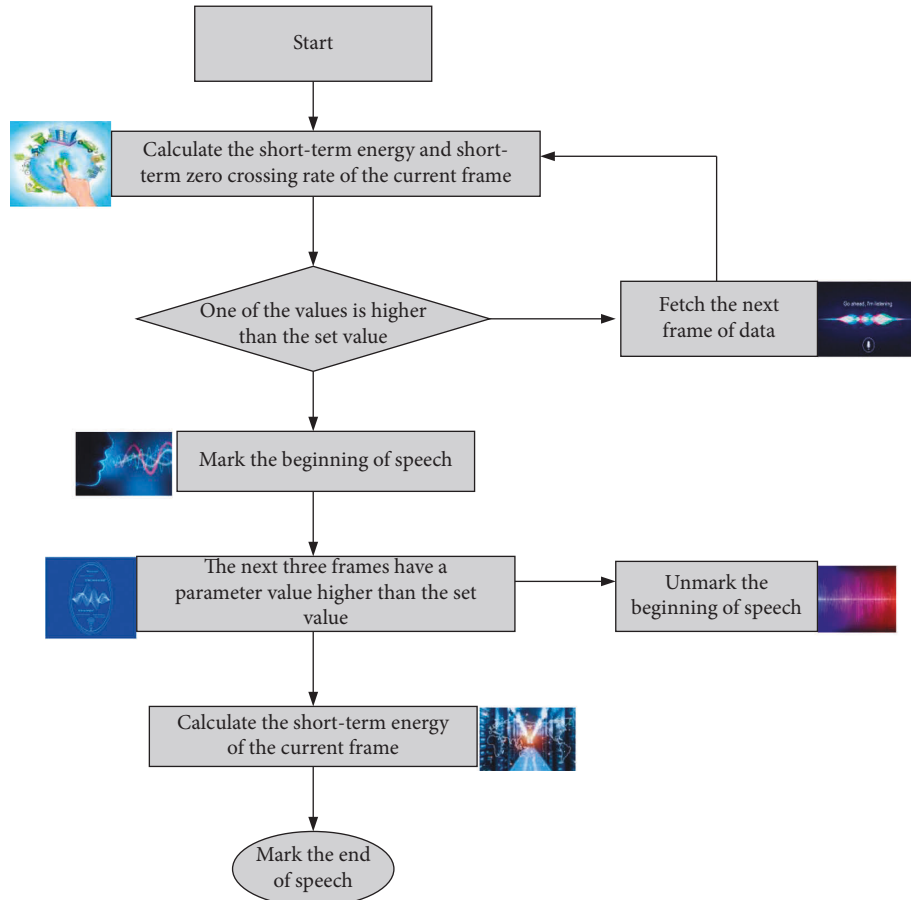 Start
Calculate the short-term energy and short-
term zero crossing rate of the current frame
One of the values is higher
than the set value
Fetch the next
frame of data
Go ahead, I'm listening
Mark the beginning of speech
The next three frames have a
parameter value higher than the set
value
Unmark the
beginning of speech
Calculate the short-term energy
of the current frame
Mark the end
of speech